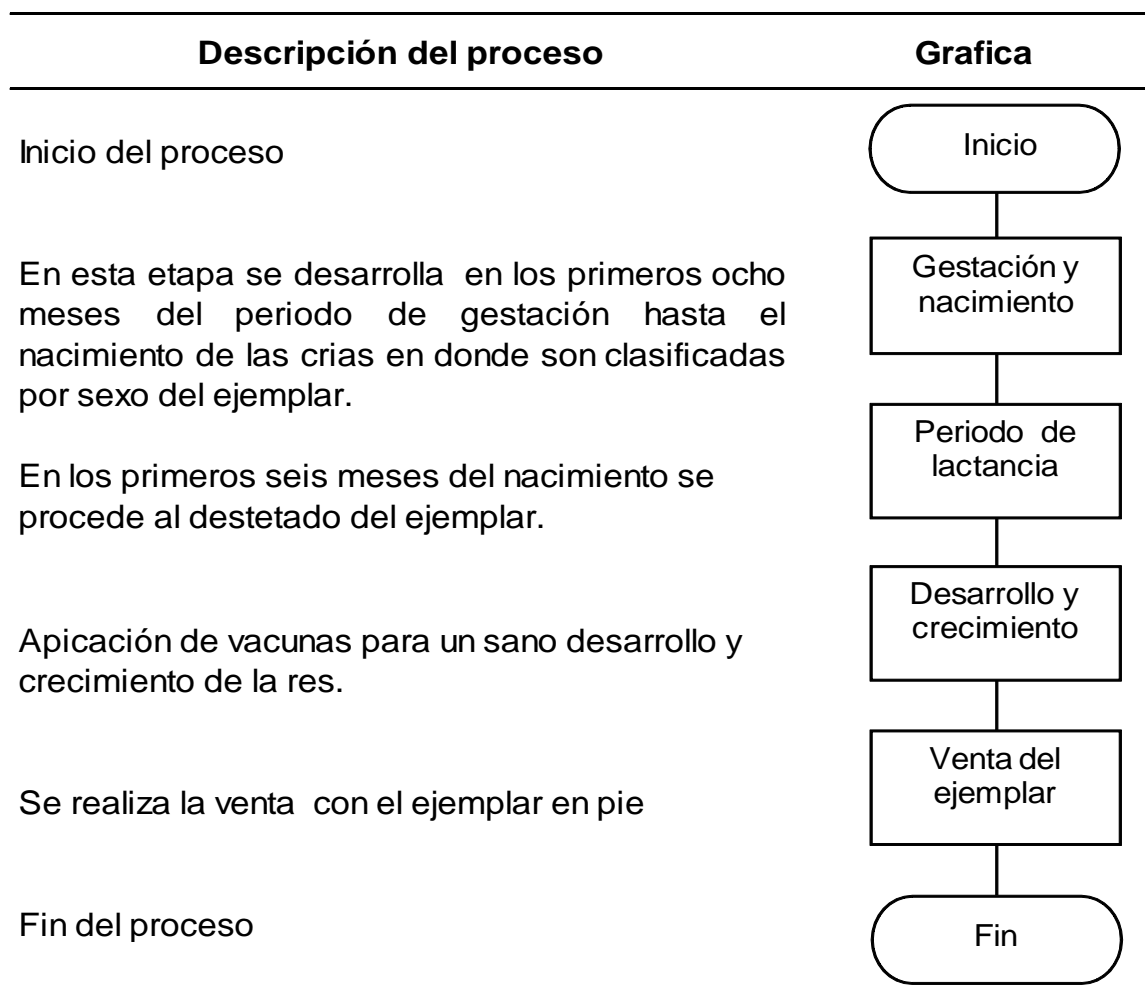 Descripción del proceso Grafica
Inicio del proceso
Inicio
En esta etapa se desarrolla en los primeros ocho
meses del periodo de gestación hasta el
nacimiento de las crias en donde son clasificadas
por sexo del ejemplar.
Gestación y
nacimiento
En los primeros seis meses del nacimiento se
procede al destetado del ejemplar.
Periodo de
lactancia
Apicación de vacunas para un sano desarrollo y
crecimiento de la res.
Desarrollo y
crecimiento
Se realiza la venta con el ejemplar en pie
Venta del
ejemplar
Fin del proceso
Fin